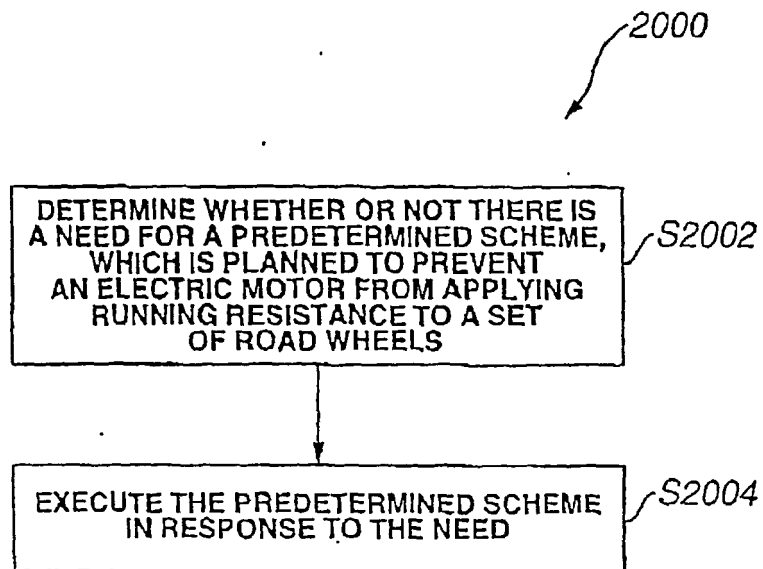 2000
DETERMINE WHETHER OR NOT THERE IS
A NEED FOR A PREDETERMINED SCHEME,
WHICH IS PLANNED TO PREVENT
AN ELECTRIC MOTOR FROM APPLYING
RUNNING RESISTANCE TO A SET
OF ROAD WHEELS
S2002
EXECUTE THE PREDETERMINED SCHEME
IN RESPONSE TO THE NEED
S2004